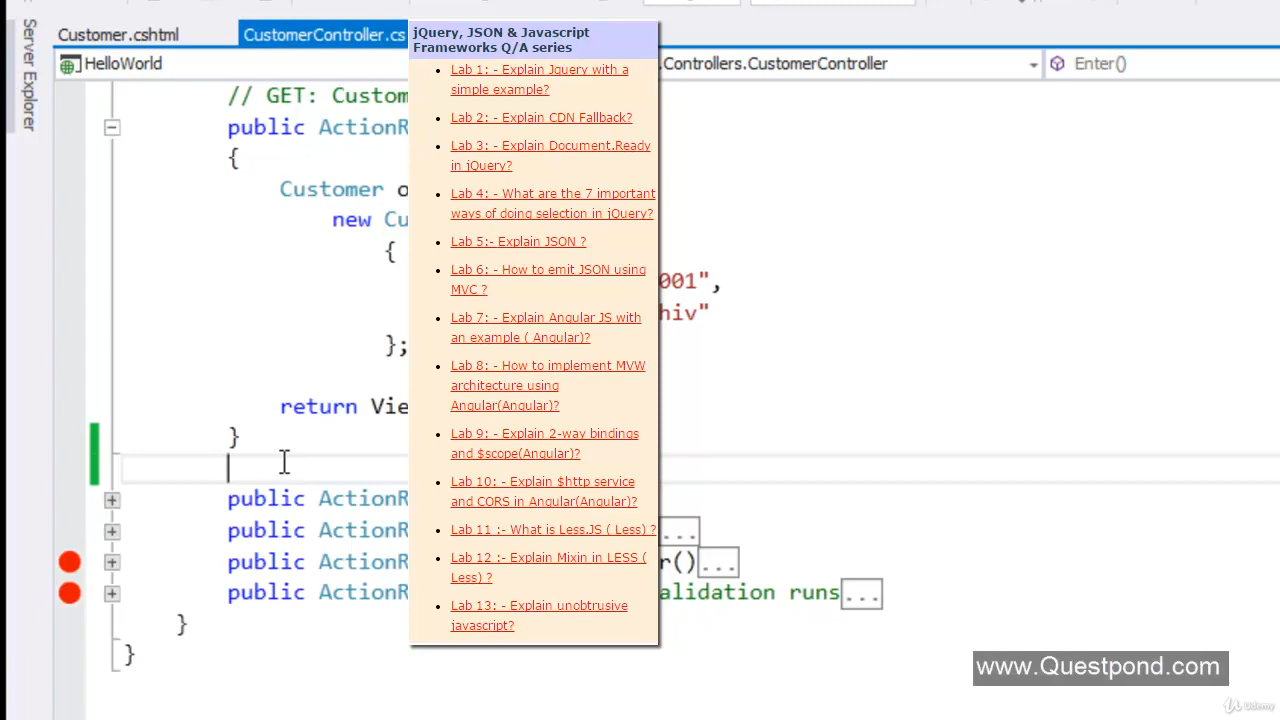 Server Explorer
Customer.cshtml
CustomerController.cs
HelloWorld
.Controllers.CustomerController
Enter()
// GET: Custom
public ActionR
{
Customer o
new Cu
{
001",
hiv"
};
return Vie
}
public ActionR
...
public ActionR
...
public ActionR
r()...
public ActionR
alidation runs...
}
}
jQuery, JSON & Javascript
Frameworks Q/A series
Lab 1: - Explain Jquery with a
simple example?
Lab 2: - Explain CDN Fallback?
Lab 3: - Explain Document.Ready
in jQuery?
Lab 4: - What are the 7 important
ways of doing selection in jQuery?
Lab 5:- Explain JSON ?
Lab 6: - How to emit JSON using
MVC ?
Lab 7: - Explain Angular JS with
an example ( Angular)?
Lab 8: - How to implement MVW
architecture using
Angular(Angular)?
Lab 9: - Explain 2-way bindings
and $scope(Angular)?
Lab 10: - Explain $http service
and CORS in Angular(Angular)?
Lab 11 :- What is Less.JS ( Less) ?
Lab 12 :- Explain Mixin in LESS (
Less) ?
Lab 13: - Explain unobtrusive
javascript?
www.Questpond.com
Udemy